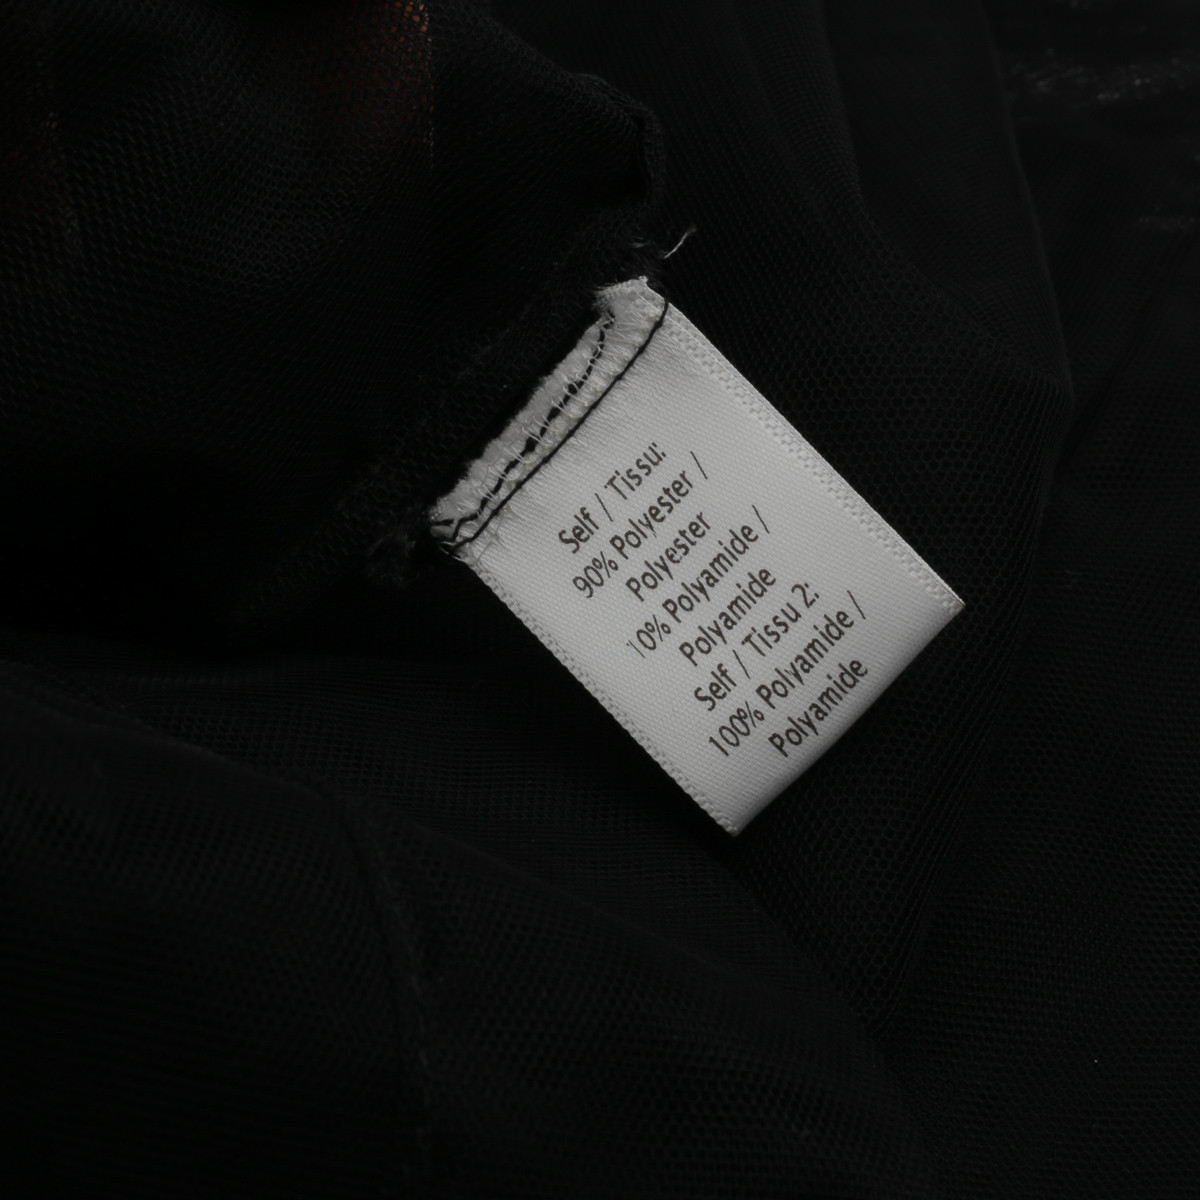 Self / Tissu:
90% Polyester /
Polyester
10% Polyamide /
Polyamide
Self / Tissu 2:
100% Polyamide /
Polyamide